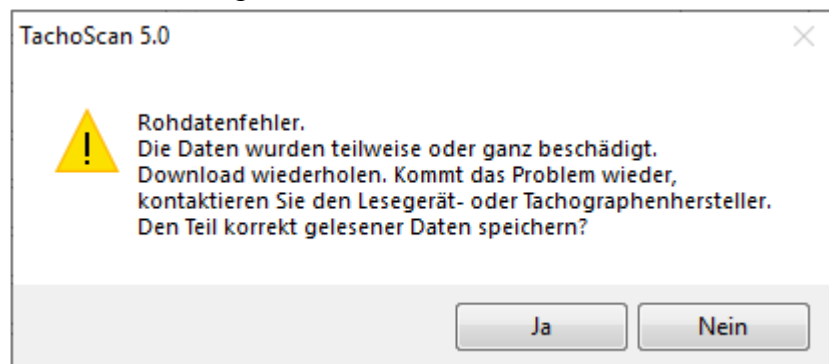 TachoScan 5.0
Rohdatenfehler.
Die Daten wurden teilweise oder ganz beschädigt.
Download wiederholen. Kommt das Problem wieder,
kontaktieren Sie den Lesegerät- oder Tachographenhersteller.
Den Teil korrekt gelesener Daten speichern?
Ja Nein